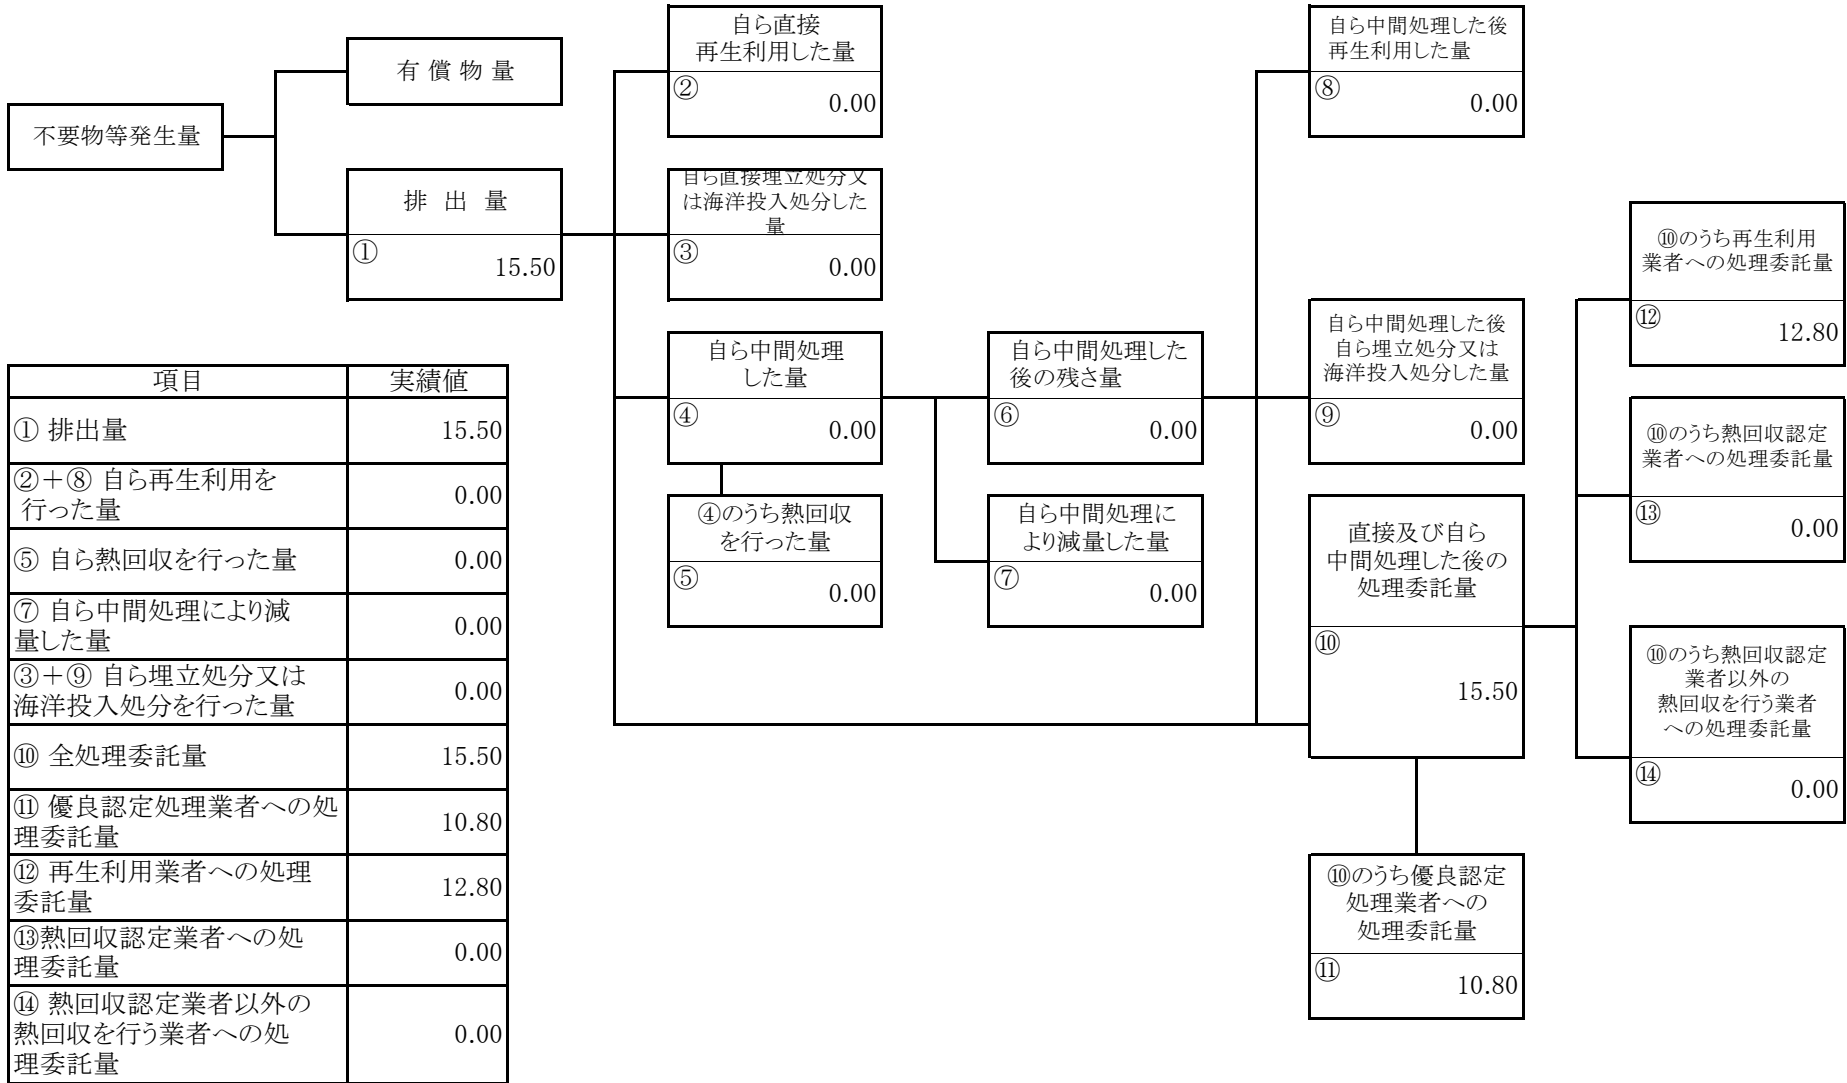 不要物等発生量
有 償 物 量
排 出 量
①
15.50
自ら直接
再生利用した量
②
0.00
自ら直接埋立処分又
は海洋投入処分した
量
③
0.00
自ら中間処理
した量
④
0.00
④のうち熱回収
を行った量
⑤
0.00
自ら中間処理した
後の残さ量
⑥
0.00
自ら中間処理に
より減量した量
⑦
0.00
自ら中間処理した後
再生利用した量
⑧
0.00
自ら中間処理した後
自ら埋立処分又は
海洋投入処分した量
⑨
0.00
直接及び自ら
中間処理した後の
処理委託量
⑩
15.50
⑩のうち優良認定
処理業者への
処理委託量
⑪
10.80
⑩のうち再生利用
業者への処理委託量
⑫
12.80
⑩のうち熱回収認定
業者への処理委託量
⑬
0.00
⑩のうち熱回収認定
業者以外の
熱回収を行う業者
への処理委託量
⑭
0.00
項目 実績値
① 排出量 15.50
②＋⑧ 自ら再生利用を
行った量 0.00
⑤ 自ら熱回収を行った量 0.00
⑦ 自ら中間処理により減
量した量 0.00
③＋⑨ 自ら埋立処分又は
海洋投入処分を行った量 0.00
⑩ 全処理委託量 15.50
⑪ 優良認定処理業者への処
理委託量 10.80
⑫ 再生利用業者への処理
委託量 12.80
⑬熱回収認定業者への処
理委託量 0.00
⑭ 熱回収認定業者以外の
熱回収を行う業者への処
理委託量 0.00